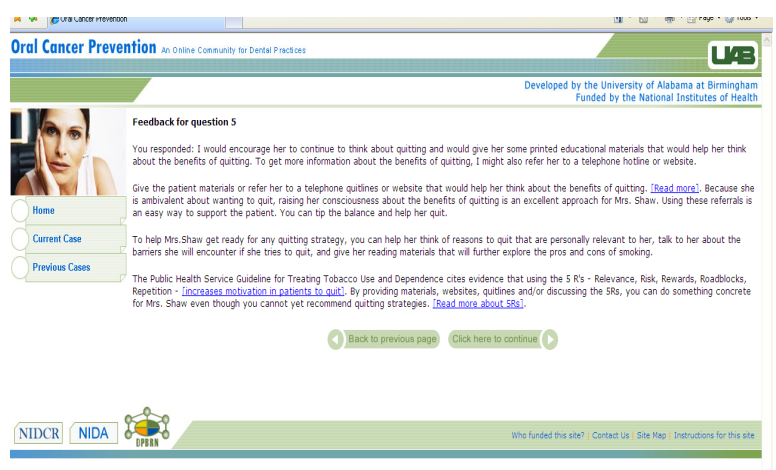 Oral Cancer Prevention
Page
Tools
Oral Cancer Prevention An Online Community for Dental Practices
UAB
Developed by the University of Alabama at Birmingham
Funded by the National Institutes of Health
Feedback for question 5
You responded: I would encourage her to continue to think about quitting and would give her some printed educational materials that would help her think
about the benefits of quitting. To get more information about the benefits of quitting, I might also refer her to a telephone hotline or website.
Give the patient materials or refer her to a telephone quitlines or website that would help her think about the benefits of quitting. [Read more]. Because she
is ambivalent about wanting to quit, raising her consciousness about the benefits of quitting is an excellent approach for Mrs. Shaw. Using these referrals is
an easy way to support the patient. You can tip the balance and help her quit.
Home
Current Case
Previous Cases
To help Mrs.Shaw get ready for any quitting strategy, you can help her think of reasons to quit that are personally relevant to her, talk to her about the
barriers she will encounter if she tries to quit, and give her reading materials that will further explore the pros and cons of smoking.
The Public Health Service Guideline for Treating Tobacco Use and Dependence cites evidence that using the 5 R's - Relevance, Risk, Rewards, Roadblocks,
Repetition - [increases motivation in patients to quit]. By providing materials, websites, quitlines and/or discussing the 5Rs, you can do something concrete
for Mrs. Shaw even though you cannot yet recommend quitting strategies. [Read more about 5Rs].
Back to previous page
Click here to continue
NIDCR
NIDA
DPBRN
Who funded this site? | Contact Us | Site Map | Instructions for this site